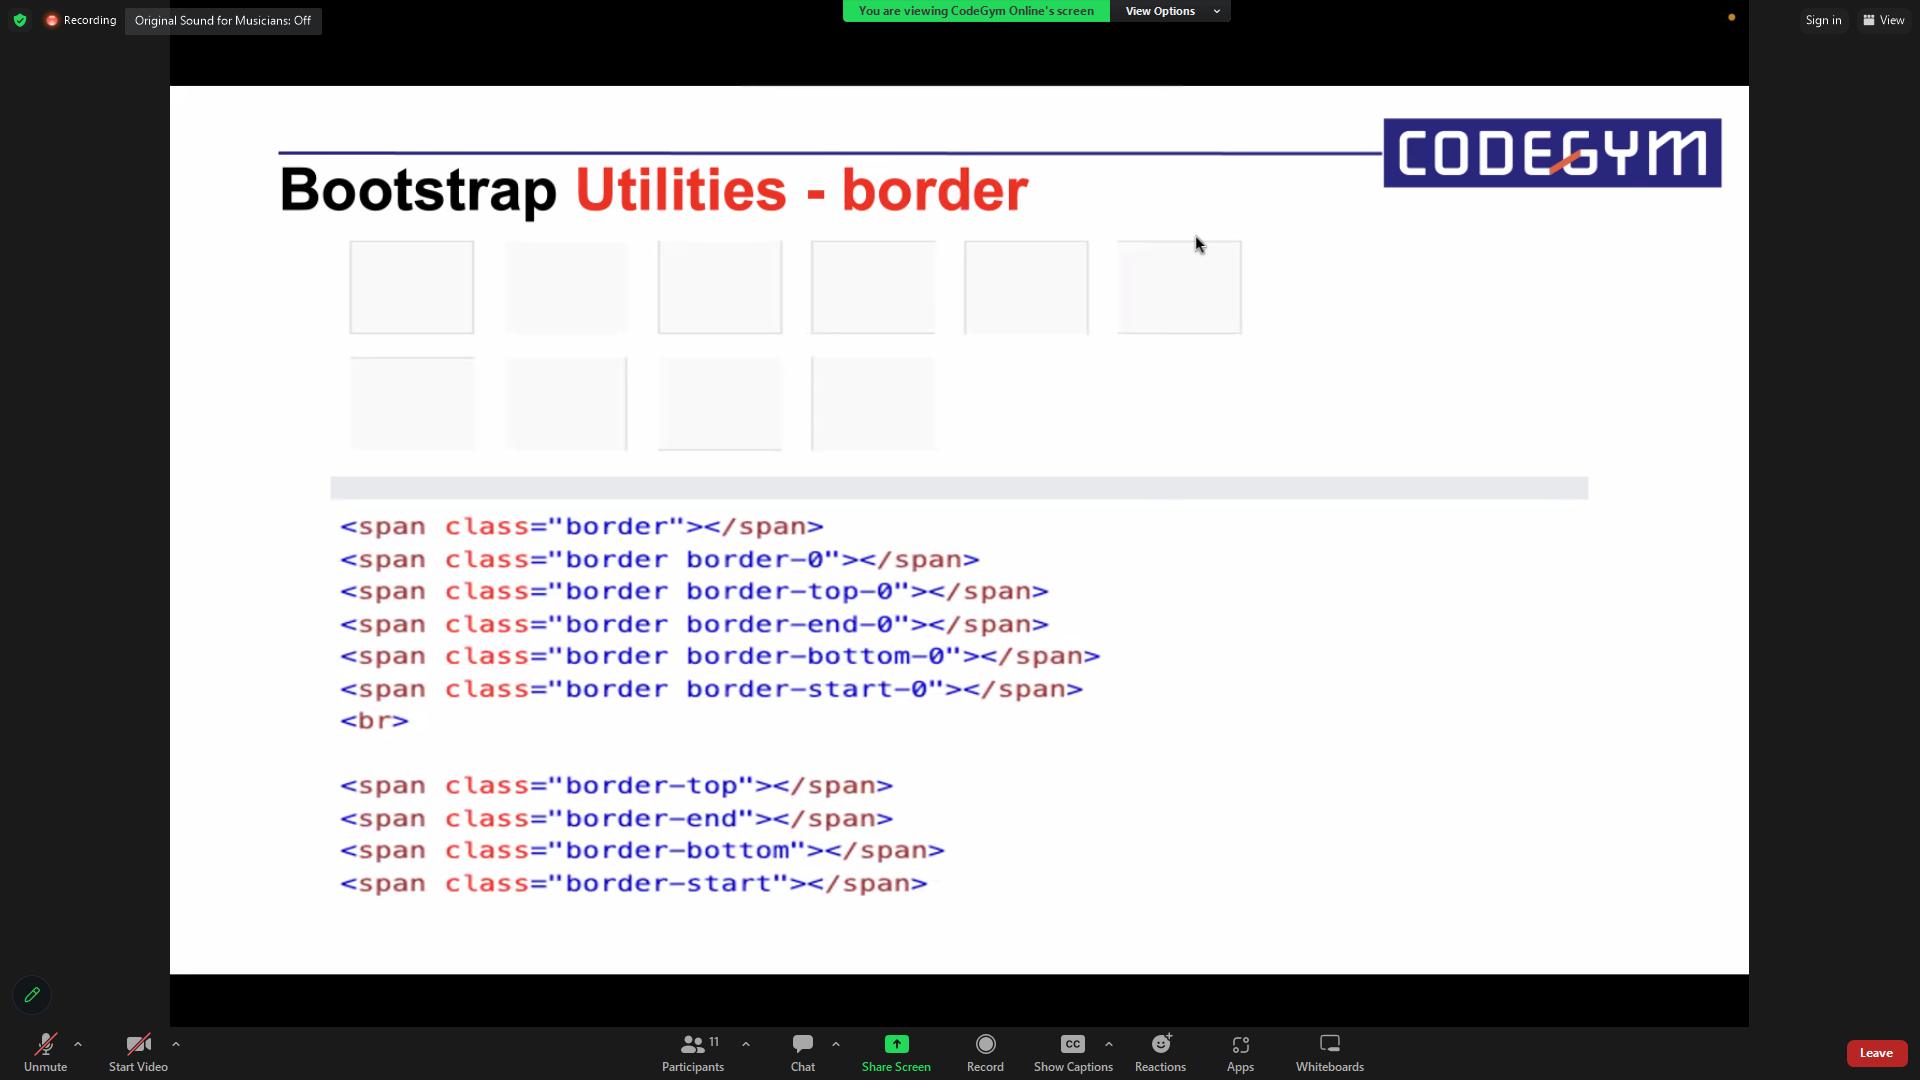 Recording
Original Sound for Musicians: Off
You are viewing CodeGym Online's screen
View Options
Sign in
View
CODEGYM
Bootstrap Utilities - border
<span class="border"></span>
<span class="border border-0"></span>
<span class="border border-top-0"></span>
<span class="border border-end-0"></span>
<span class="border border-bottom-0"></span>
<span class="border border-start-0"></span>
<br>
<span class="border-top"></span>
<span class="border-end"></span>
<span class="border-bottom"></span>
<span class="border-start"></span>
Unmute
Start Video
11
Participants
Chat
Share Screen
Record
CC
Show Captions
Reactions
Apps
Whiteboards
Leave